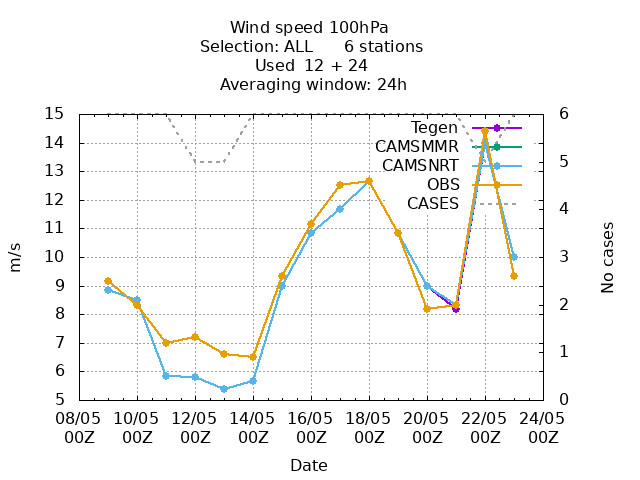 Wind speed 100hPa
Selection: ALL      6 stations
Used  12 + 24
Averaging window: 24h
15
14
13
12
11
10
9
8
7
6
5
m/s
6
5
4
3
2
1
0
No cases
Tegen
CAMSMMR
CAMSNRT
OBS
CASES
08/05 10/05 12/05 14/05 16/05 18/05 20/05 22/05 24/05
00Z 00Z 00Z 00Z 00Z 00Z 00Z 00Z 00Z
Date